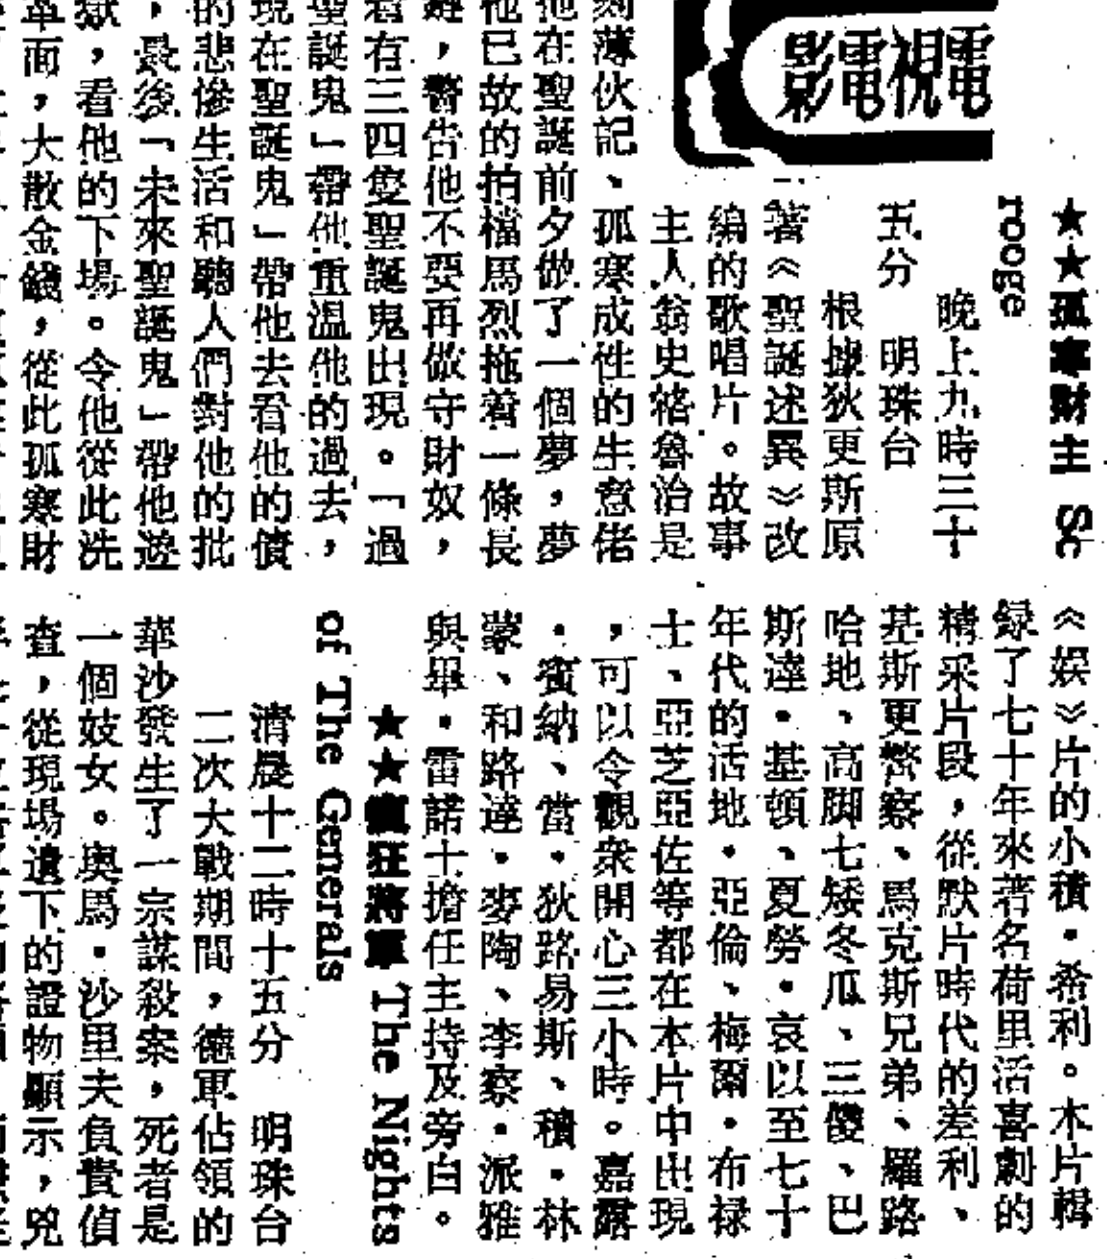 電視電影
★★孤寒財主 Sc
rooge
晚上九時三十
五分 明珠台
根據狄更斯原
著《聖誕述異》改
編的歌唱片。故事
主人翁史褡魯治是
刻薄伙記、孤寒成性的生意佬
他在聖誕前夕做了一個夢,夢
他已故的拍檔馬烈拖着一條長
,警告他不要再做守財奴,
着有三四隻聖誕鬼出現。「過
聖誕鬼」帶他重溫他的過去,
現在聖誕鬼」帶他去看他的債
的悲慘生活和聽人們對他的批
,最後「未來聖誕鬼」帶他遊
獄,看他的下場。令他從此洗
革面,大散金錢,從此孤寒財
《娛》片的小積・希利。本片輯
錄了七十年來著名荷里活喜劇的
精采片段,從默片時代的差利、
基斯更警察、馬克斯兄弟、羅路
哈地、高脚七矮冬瓜、三傻、巴
斯達・基頓、夏勞・哀以至七十
年代的活地・亞倫、梅爾・布祿
士、亞芝亞佐等都在本片中出現
,可以令觀衆開心三小時。嘉露
・賓納、當・狄路易斯、積・林
蒙、和路達・麥陶、李察・派雅
與畢・雷諾士擔任主持及旁白。
★★瘋狂將軍 The Nights
of The Generals
清晨十二時十五分 明珠台
二次大戰期間,德軍佔領的
華沙發生了一宗謀殺案,死者是
一個妓女。奧馬・沙里夫負責偵
查,從現場遺下的證物顯示,兇